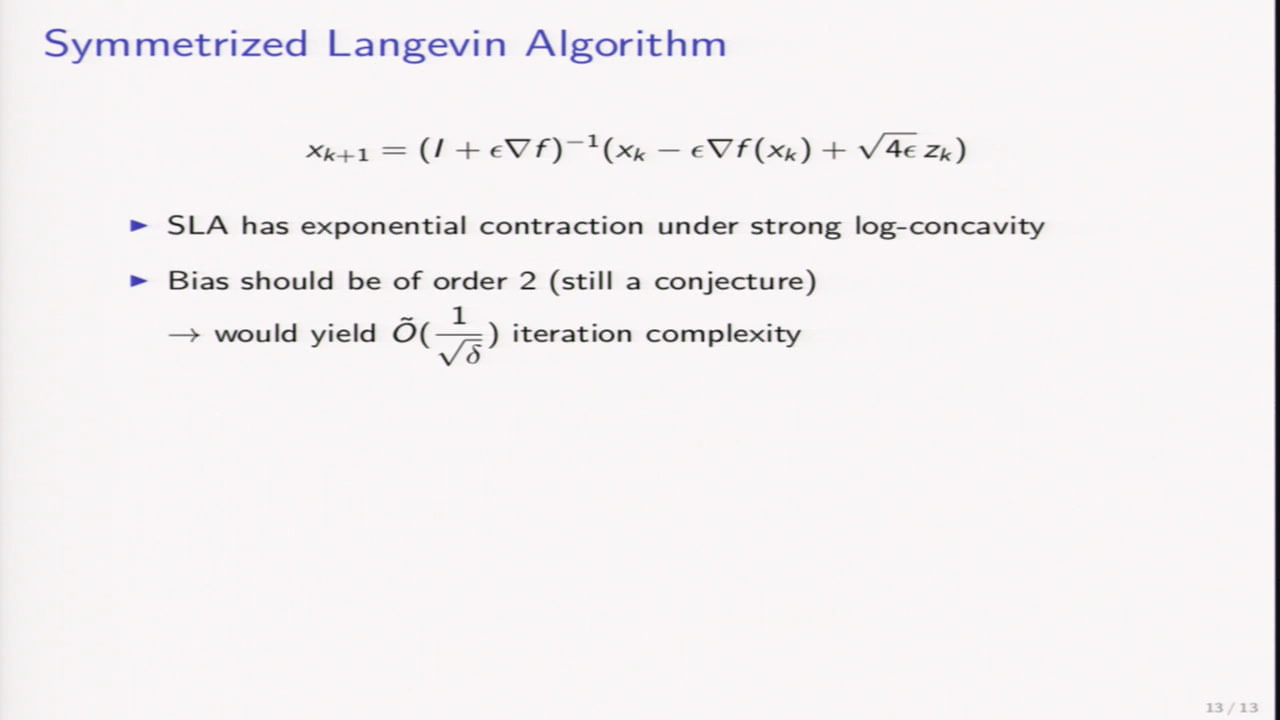 Symmetrized Langevin Algorithm
x_{k+1} = (I + ϵ∇f)^{-1}(x_k − ϵ∇f(x_k) + √4ϵ z_k)
► SLA has exponential contraction under strong log-concavity
► Bias should be of order 2 (still a conjecture)
→ would yield Õ(1/√δ) iteration complexity
13 / 13